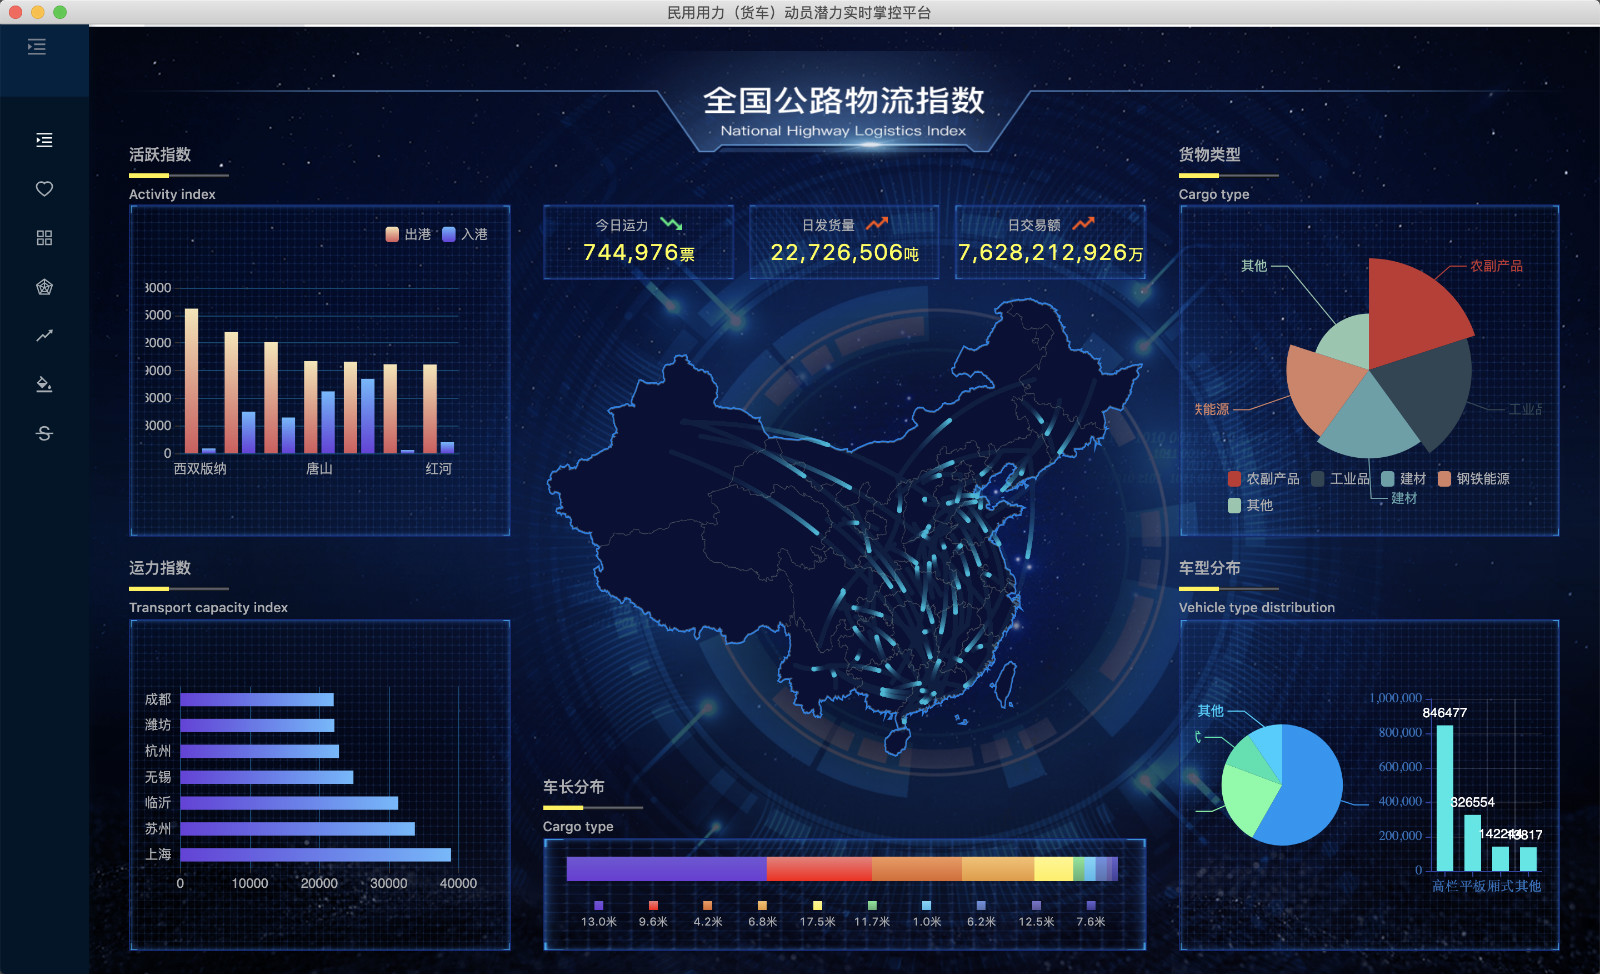 民用用力（货车）动员潜力实时掌控平台
全国公路物流指数
National Highway Logistics Index
活跃指数
Activity index
出港 入港
6000
3000
0
西双版纳 唐山 红河
今日运力
744,976票
日发货量
22,726,506吨
日交易额
7,628,212,926万
货物类型
Cargo type
其他
农副产品
铁能源
工业品
建材
农副产品 工业品 建材 钢铁能源
其他
运力指数
Transport capacity index
成都
潍坊
杭州
无锡
临沂
苏州
上海
0 10000 20000 30000 40000
车长分布
Cargo type
13.0米 9.6米 4.2米 6.8米 17.5米 11.7米 1.0米 6.2米 12.5米 7.6米
车型分布
Vehicle type distribution
其他
式
1,000,000
800,000
600,000
400,000
200,000
0
846477
326554
高栏 平板 厢式 其他